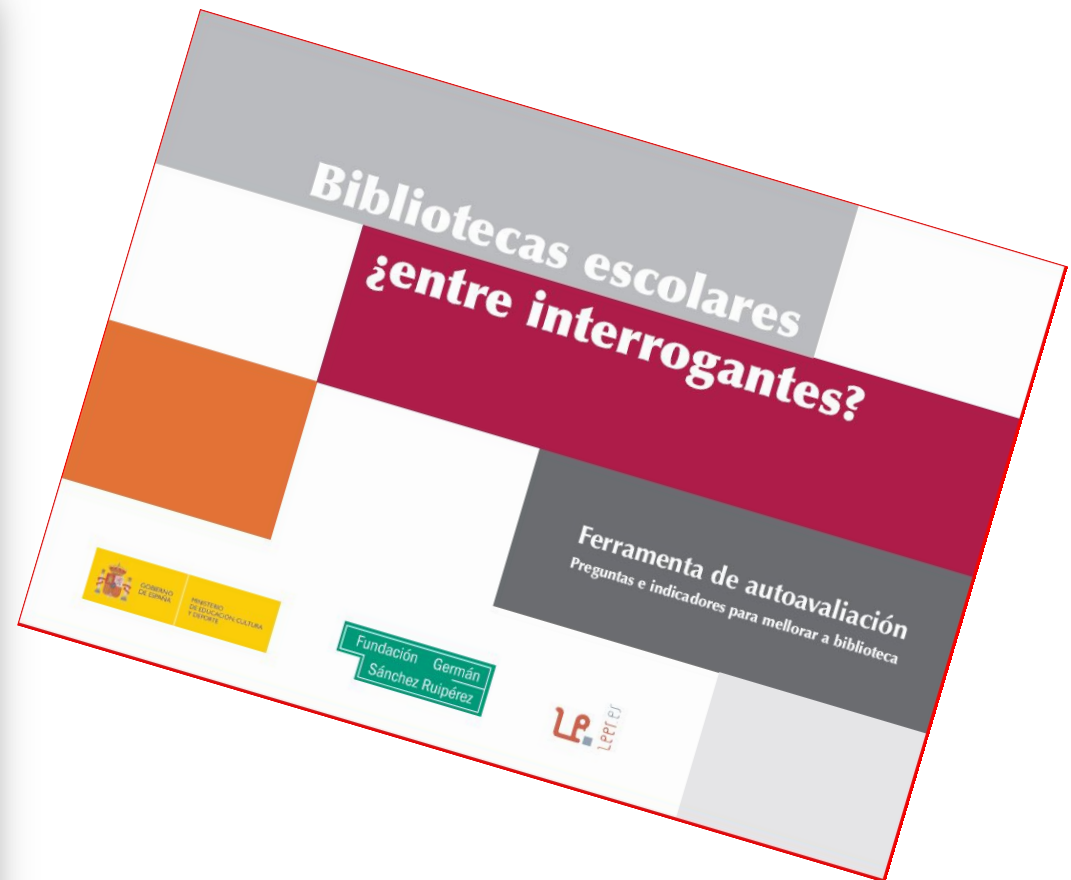 Bibliotecas escolares
¿entre interrogantes?
Ferramenta de autoavaliación
Preguntas e indicadores para mellorar a biblioteca
GOBIERNO
DE ESPAÑA
MINISTERIO
DE EDUCACIÓN, CULTURA
Y DEPORTE
Fundación Germán
Sánchez Ruipérez
le.
leer.es